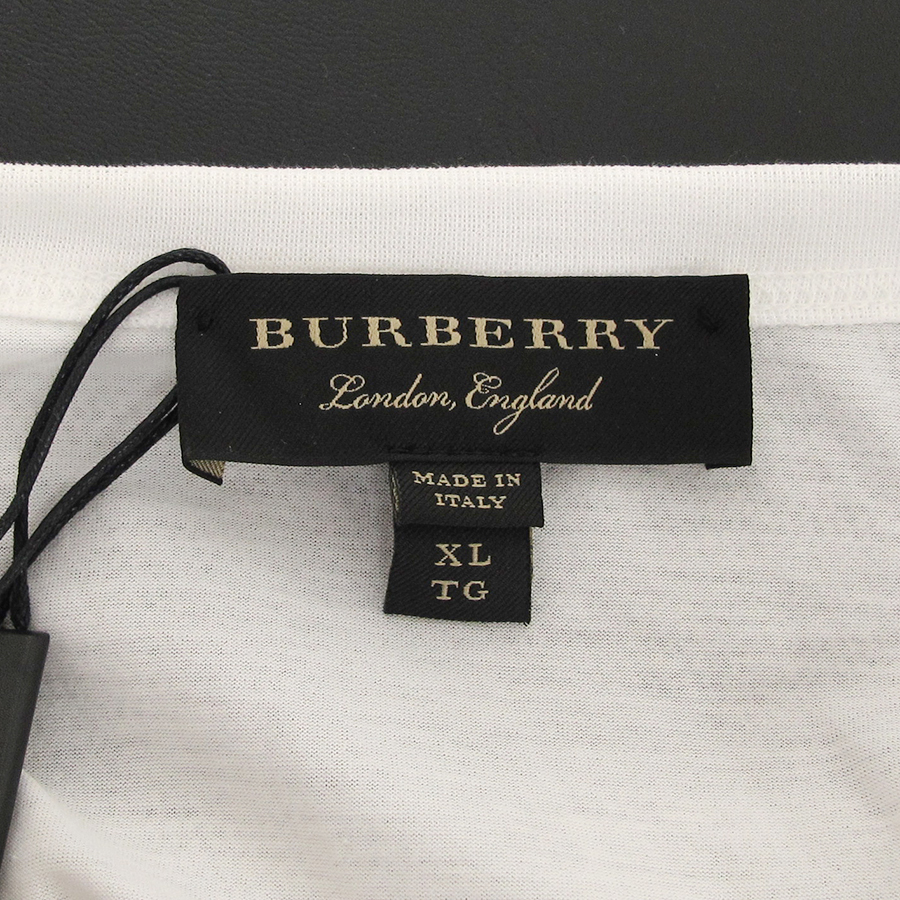 BURBERRY
London, England
MADE IN
ITALY
XL
TG